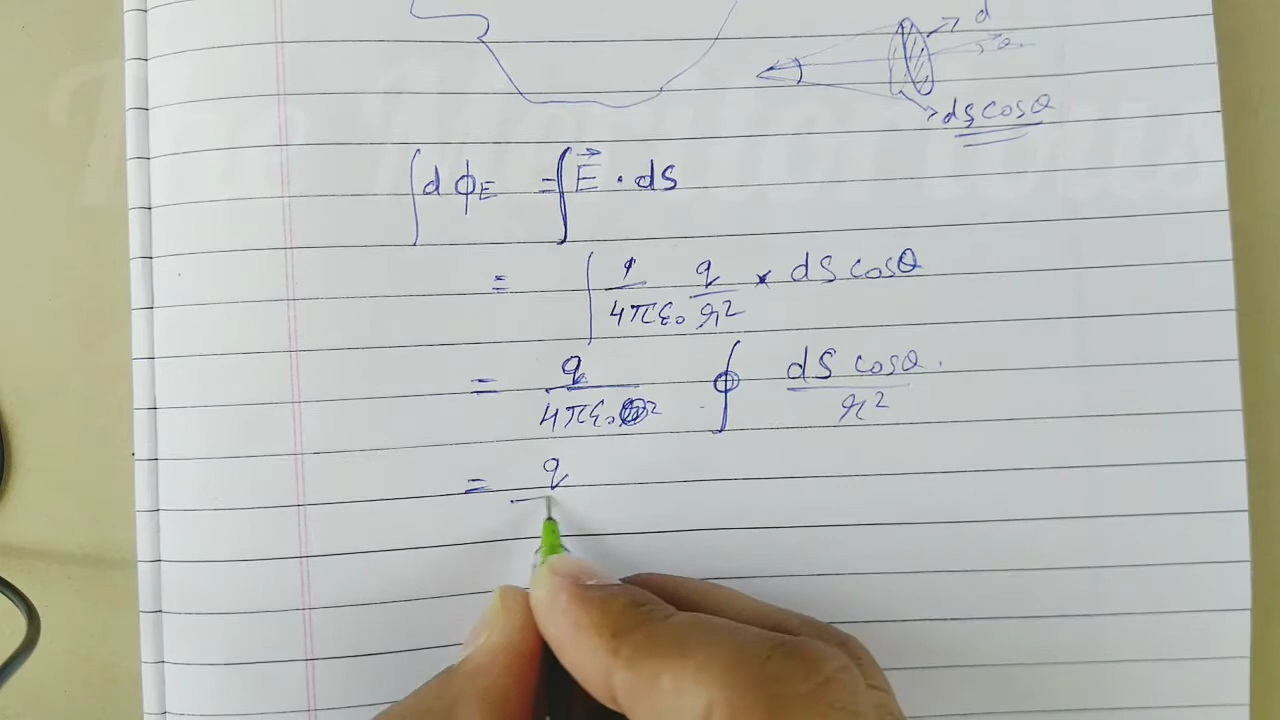 d
θ
ds cosθ
∫dϕE = ∫E⃗ · ds
= ∫ 1/4πε₀ q/r² × ds cosθ
= q/4πε₀ ∮ ds cosθ/r².
= q